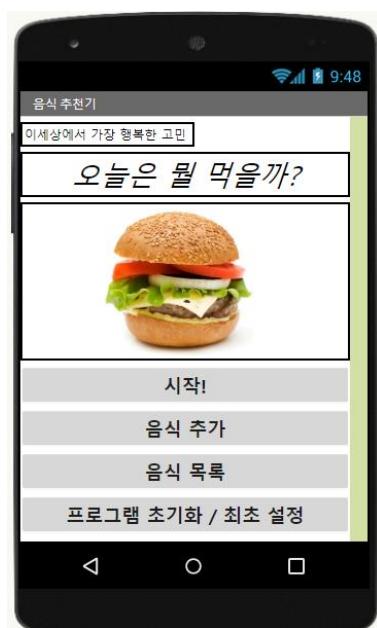 9:48
음식 추천기
이세상에서 가장 행복한 고민
오늘은 뭘 먹을까?
시작!
음식 추가
음식 목록
프로그램 초기화 / 최초 설정